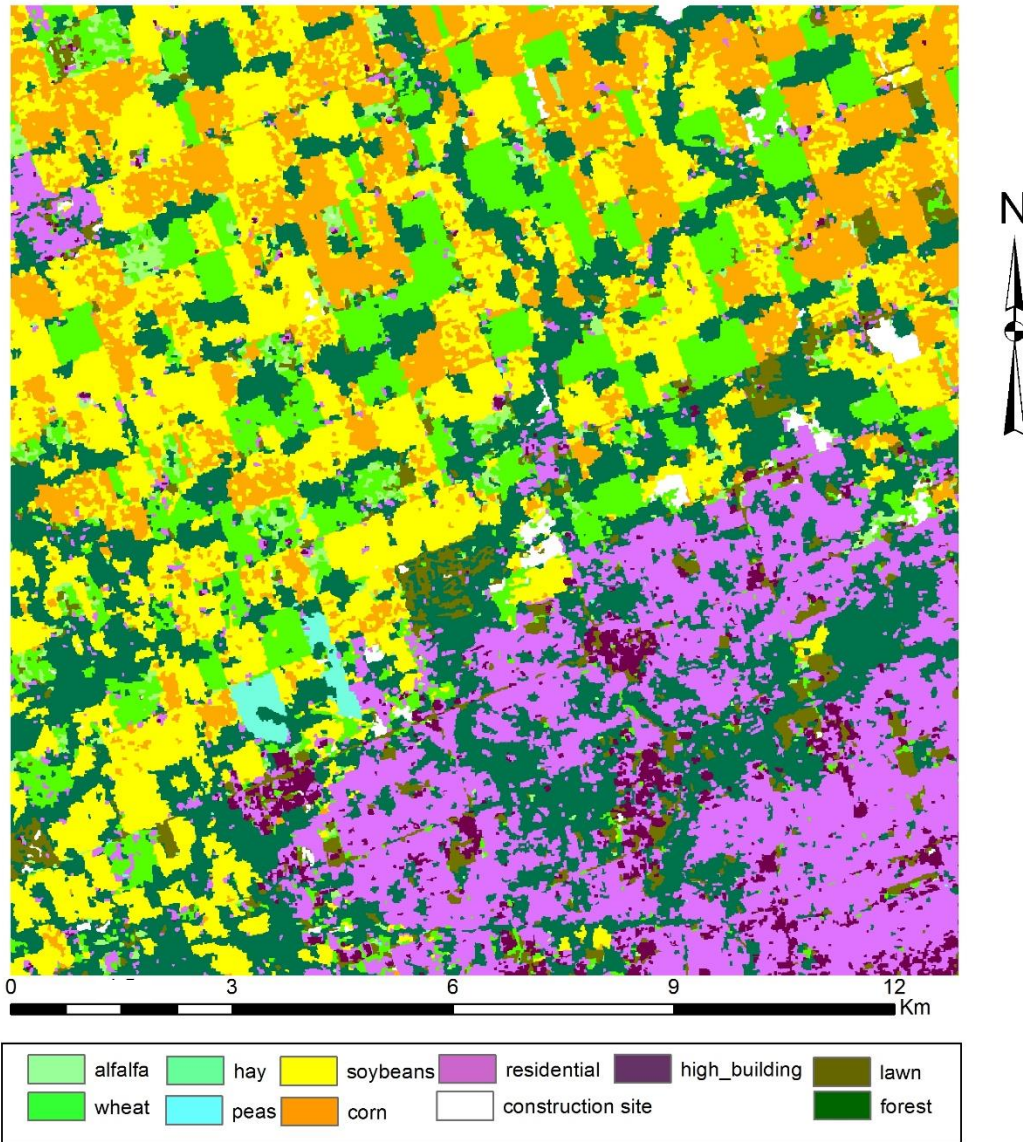 N
0 3 6 9 12
Km
alfalfa hay soybeans residential high_building lawn
wheat peas corn construction site forest